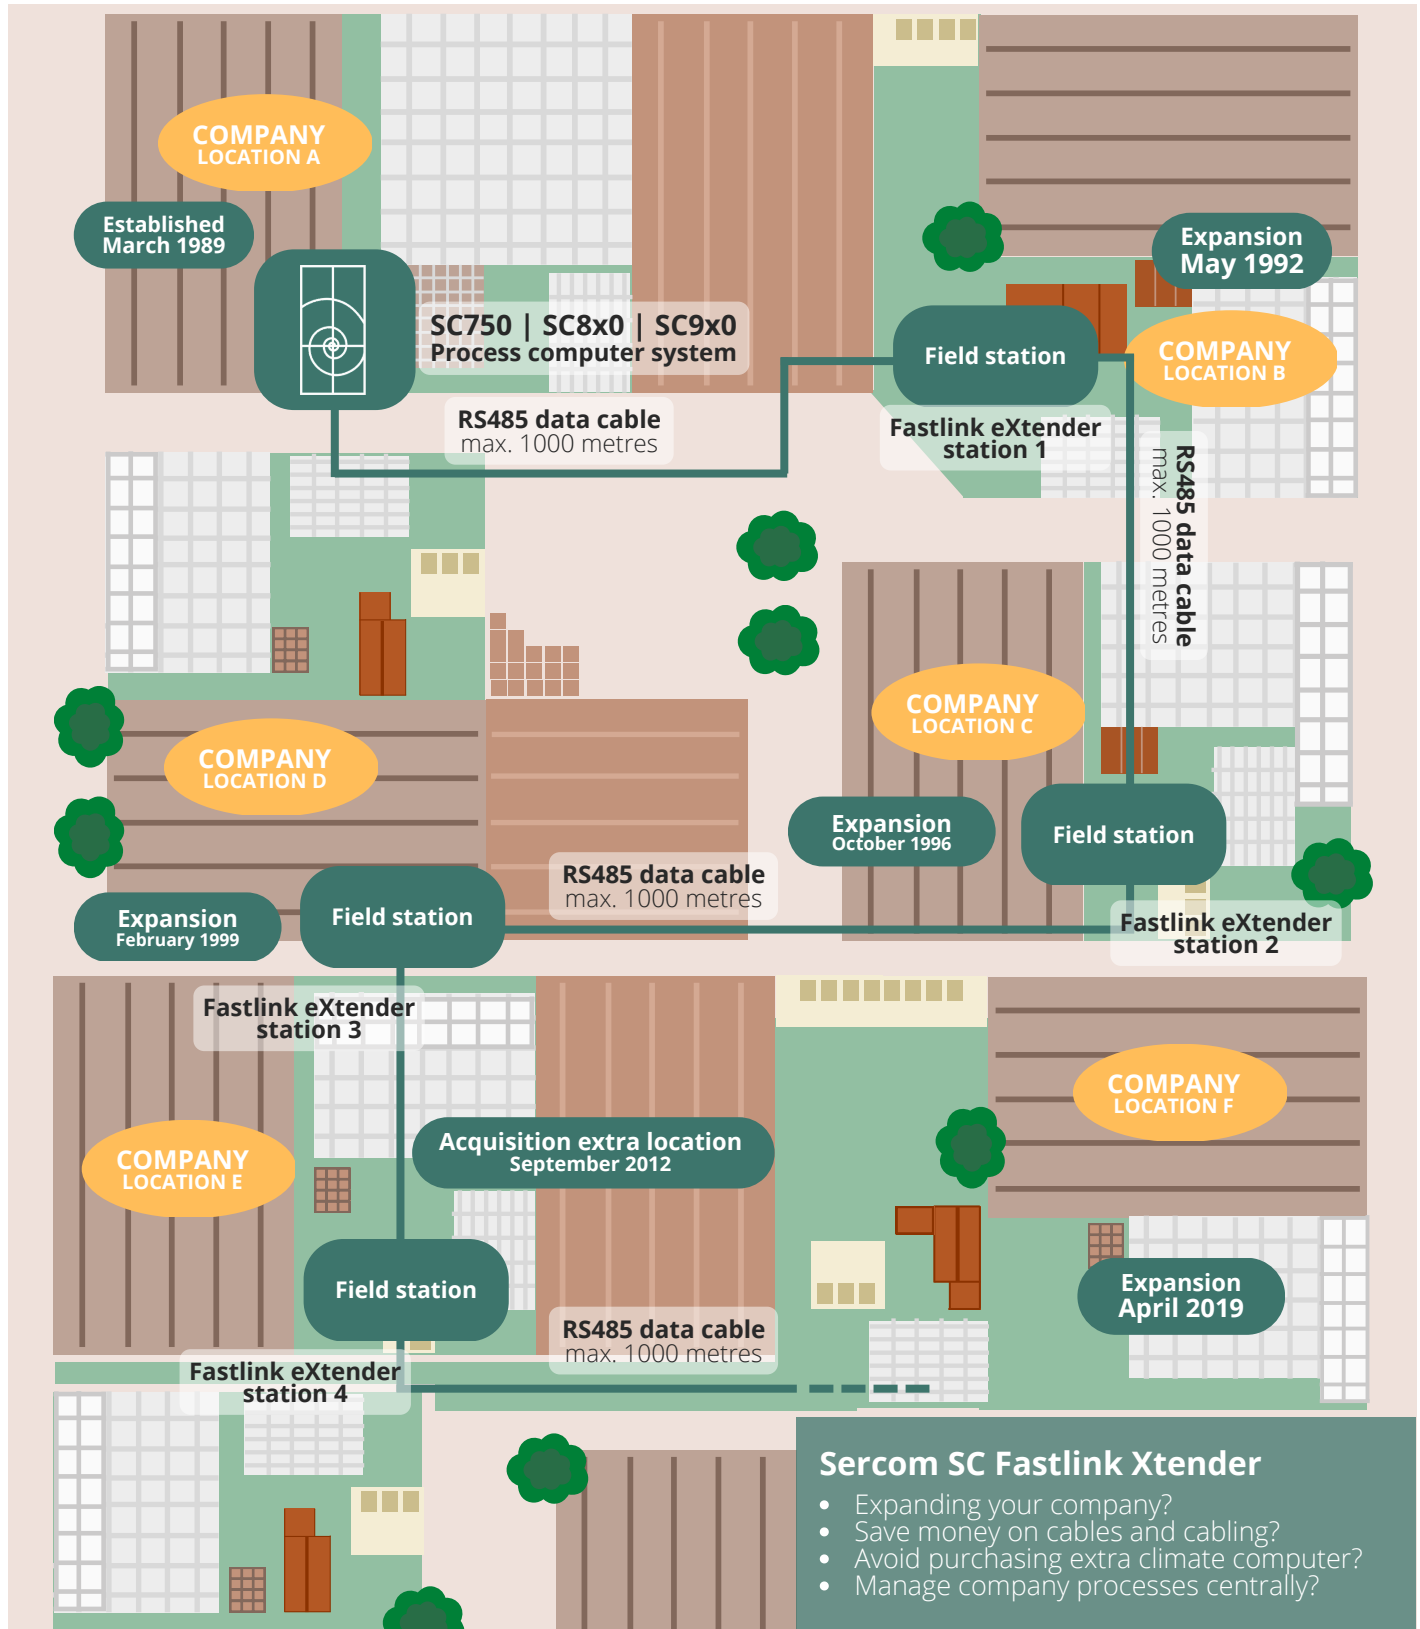 COMPANY
LOCATION A
Established
March 1989
SC750 | SC8x0 | SC9x0
Process computer system
RS485 data cable
max. 1000 metres
Expansion
May 1992
COMPANY
LOCATION B
Field station
Fastlink eXtender
station 1
RS485 data cable
max. 1000 metres
COMPANY
LOCATION C
Expansion
October 1996
Field station
Fastlink eXtender
station 2
COMPANY
LOCATION D
RS485 data cable
max. 1000 metres
Expansion
February 1999
Field station
Fastlink eXtender
station 3
COMPANY
LOCATION E
Acquisition extra location
September 2012
Field station
Fastlink eXtender
station 4
RS485 data cable
max. 1000 metres
COMPANY
LOCATION F
Expansion
April 2019
Sercom SC Fastlink Xtender
• Expanding your company?
• Save money on cables and cabling?
• Avoid purchasing extra climate computer?
• Manage company processes centrally?